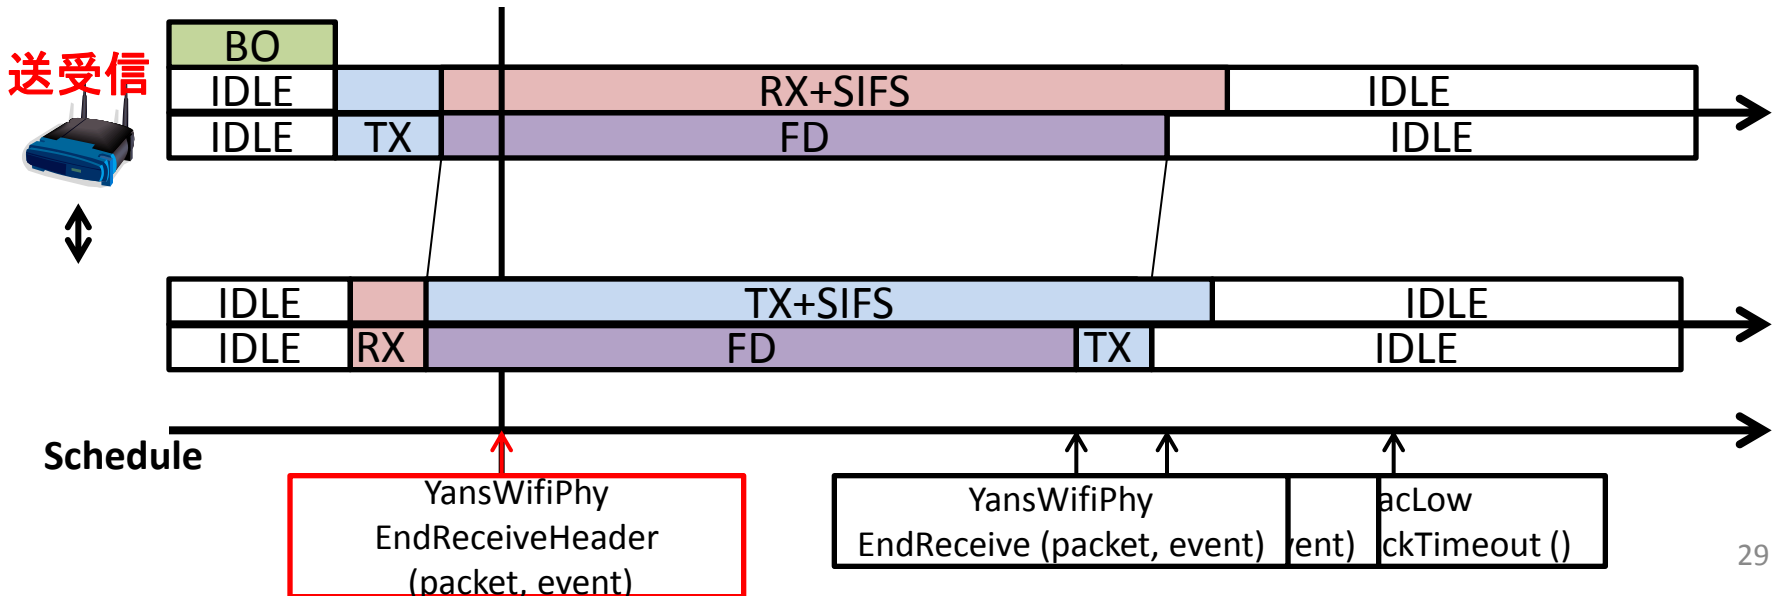 BO
送受信
IDLE RX+SIFS IDLE
IDLE TX FD IDLE
IDLE TX+SIFS IDLE
IDLE RX FD TX IDLE
Schedule
YansWifiPhy
EndReceiveHeader
(packet, event)
YansWifiPhy
EndReceive (packet, event)
vent)
acLow
ckTimeout ()
29